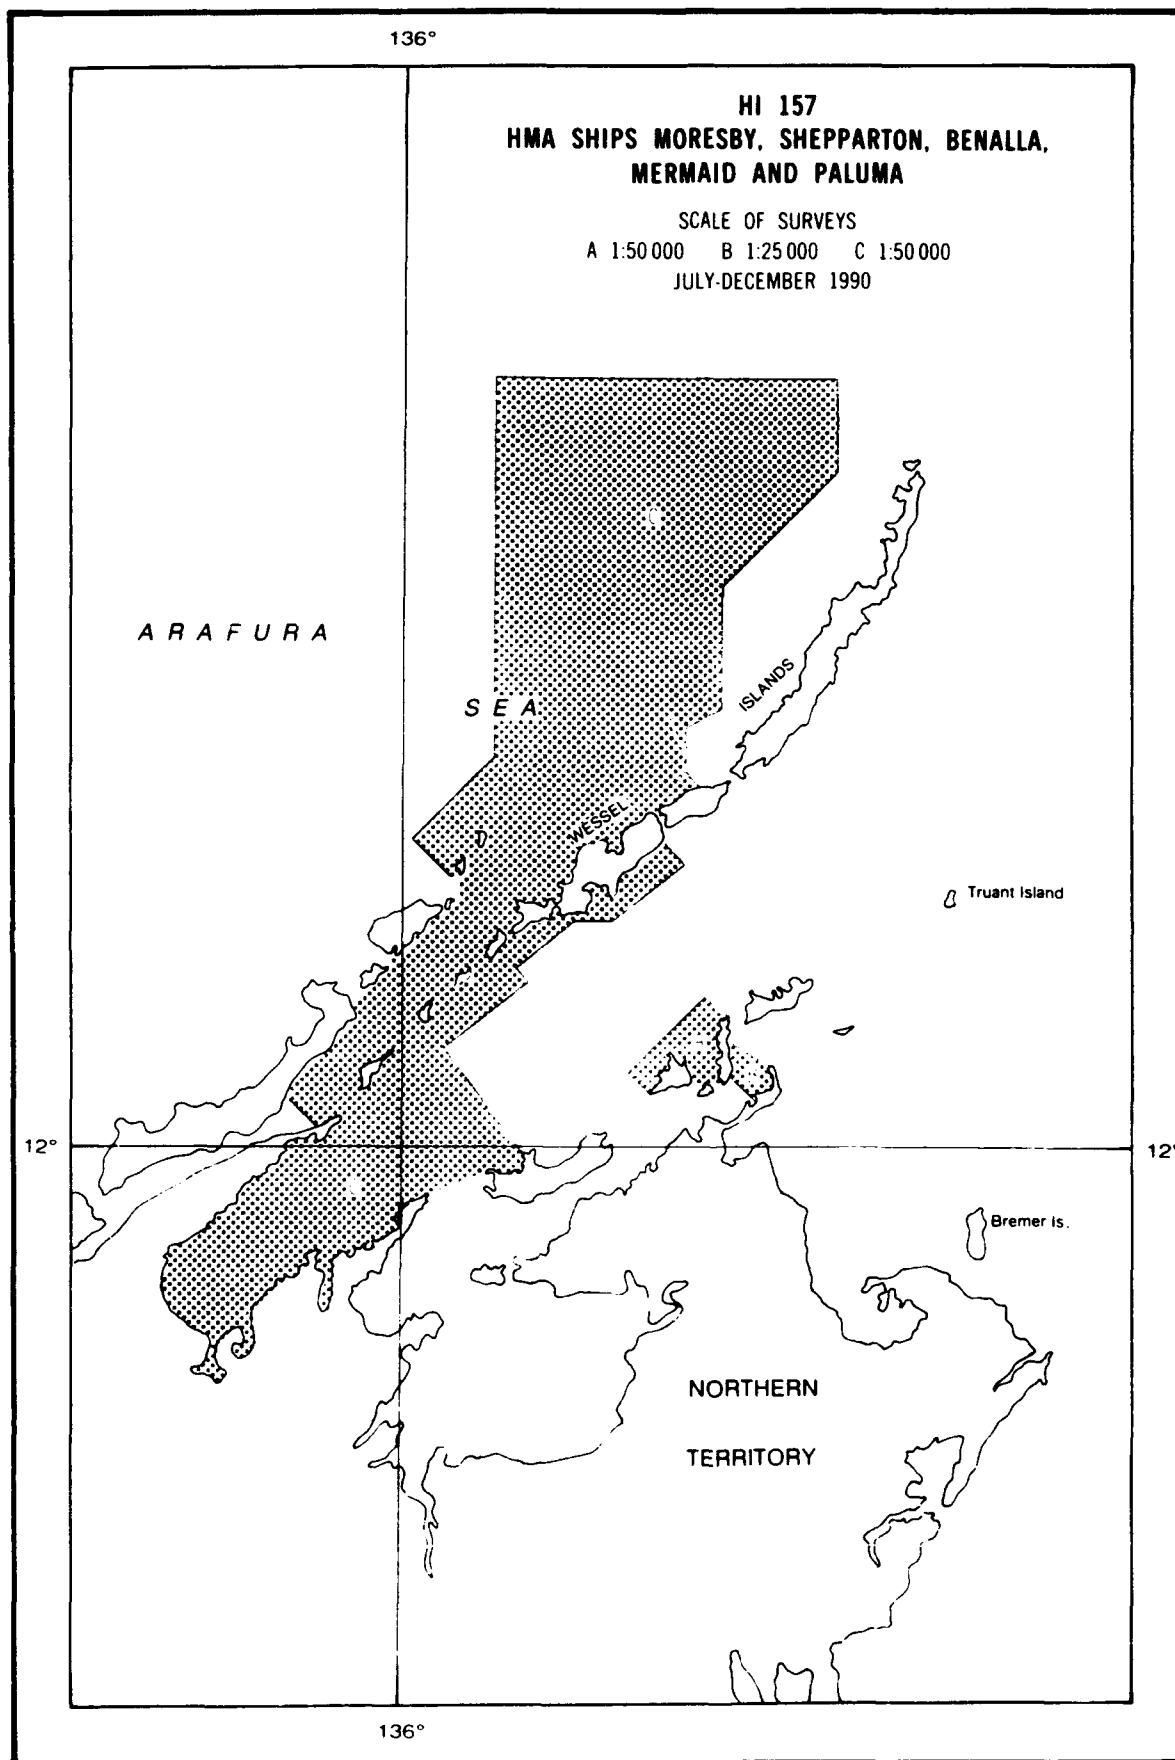 136°
HI 157
HMA SHIPS MORESBY, SHEPPARTON, BENALLA,
MERMAID AND PALUMA
SCALE OF SURVEYS
A 1:50 000 B 1:25 000 C 1:50 000
JULY-DECEMBER 1990
ARAFURA
SEA
ISLANDS
WESSEL
Truant Island
12°
12°
Bremer Is.
NORTHERN
TERRITORY
136°